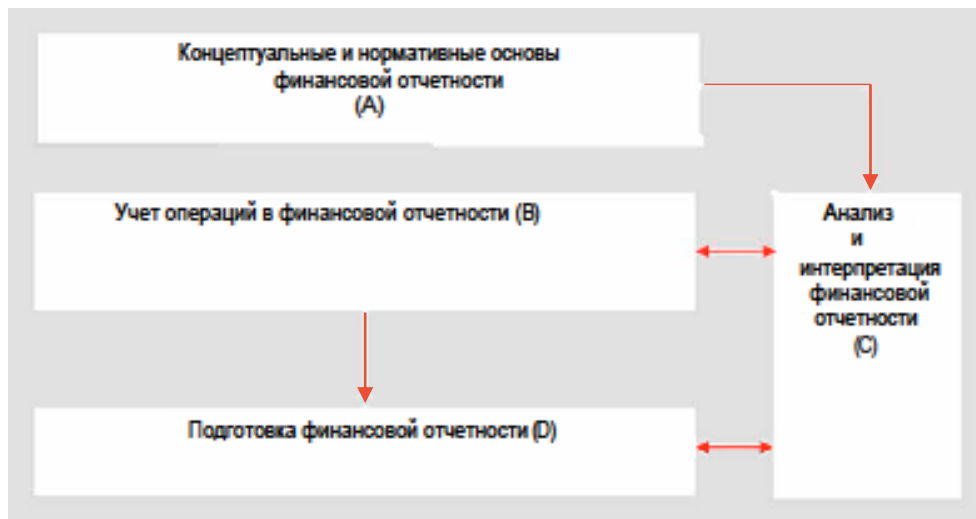 Концептуальные и нормативные основы
финансовой отчетности
(A)
Учет операций в финансовой отчетности (B)
Анализ
и
интерпретация
финансовой
отчетности
(C)
Подготовка финансовой отчетности (D)